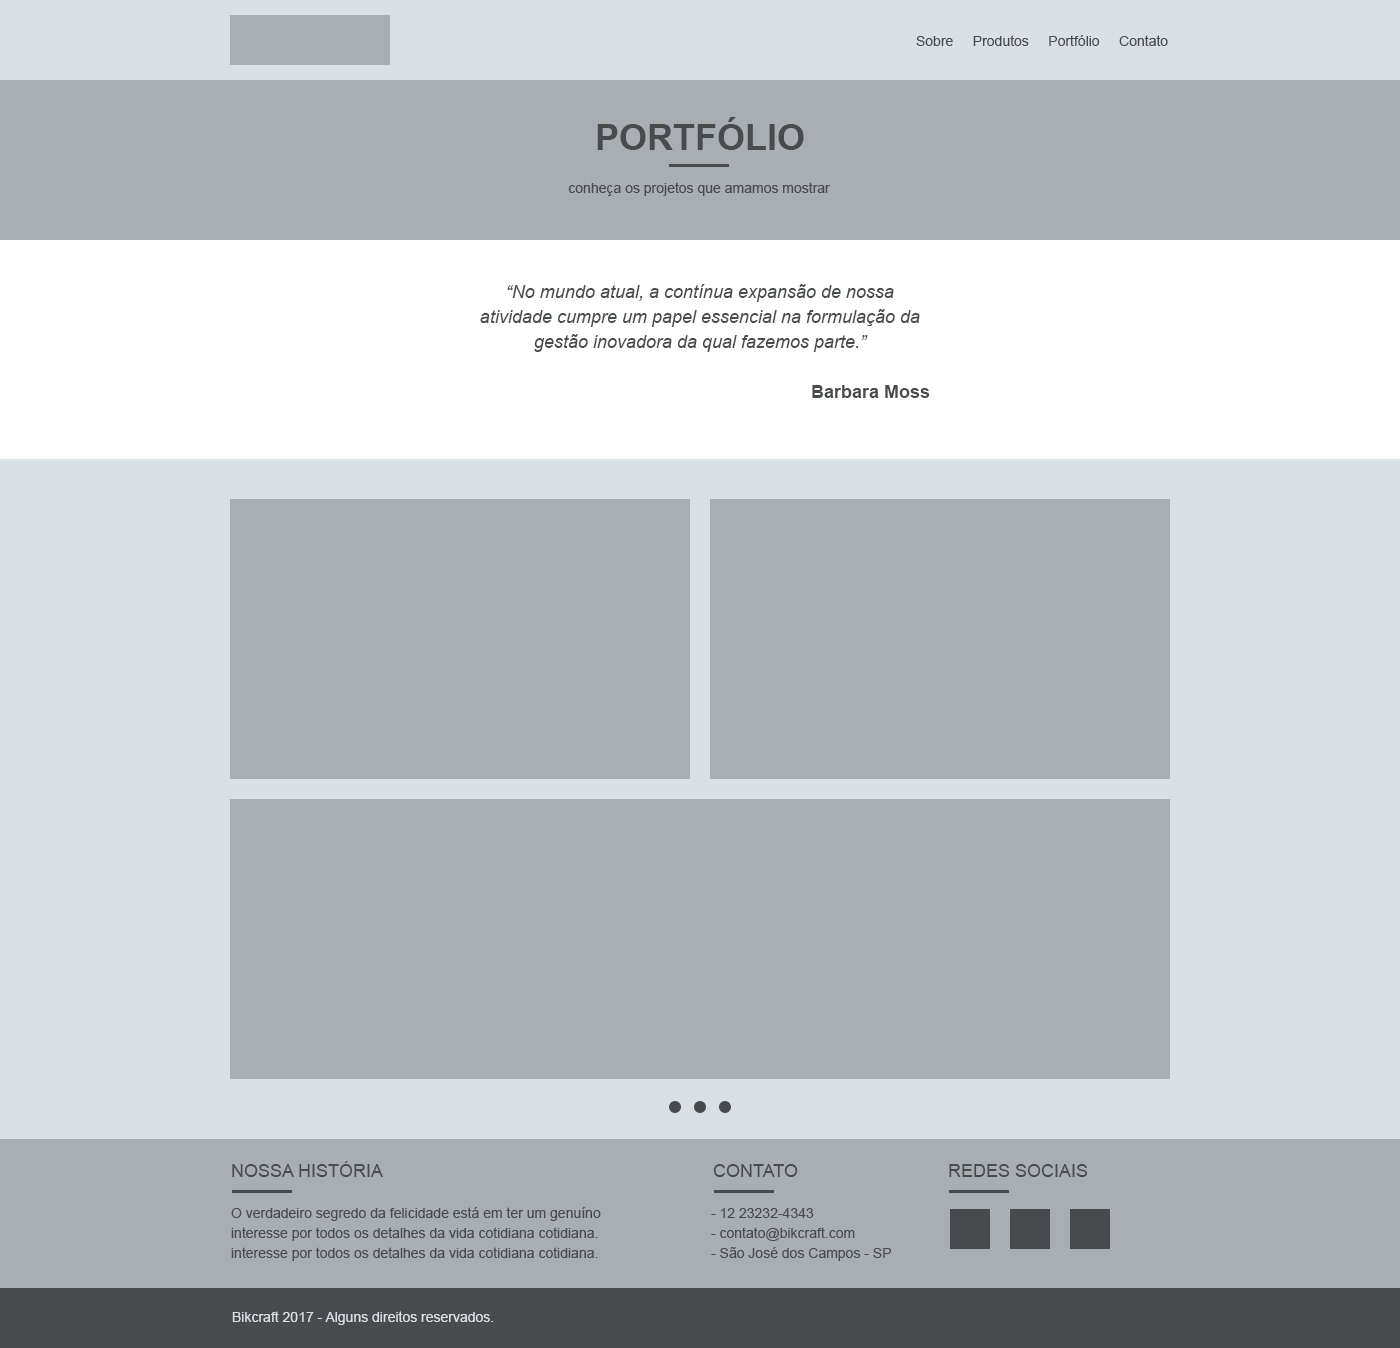 Sobre Produtos Portfólio Contato
PORTFÓLIO
conheça os projetos que amamos mostrar
“No mundo atual, a contínua expansão de nossa
atividade cumpre um papel essencial na formulação da
gestão inovadora da qual fazemos parte.”
Barbara Moss
NOSSA HISTÓRIA
O verdadeiro segredo da felicidade está em ter um genuíno
interesse por todos os detalhes da vida cotidiana cotidiana.
interesse por todos os detalhes da vida cotidiana cotidiana.
CONTATO
- 12 23232-4343
- contato@bikcraft.com
- São José dos Campos - SP
REDES SOCIAIS
Bikcraft 2017 - Alguns direitos reservados.